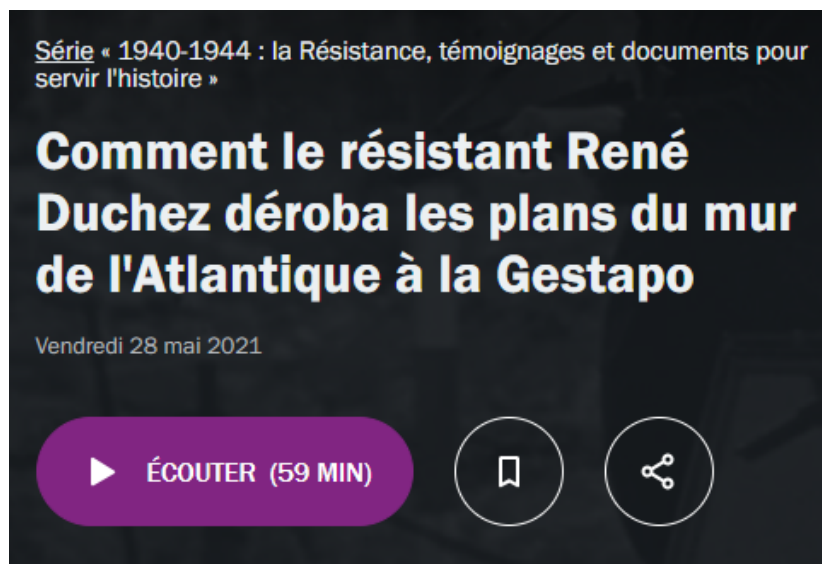 Série « 1940-1944 : la Résistance, témoignages et documents pour
servir l'histoire »
Comment le résistant René
Duchez déroba les plans du mur
de l'Atlantique à la Gestapo
Vendredi 28 mai 2021
ÉCOUTER (59 MIN)